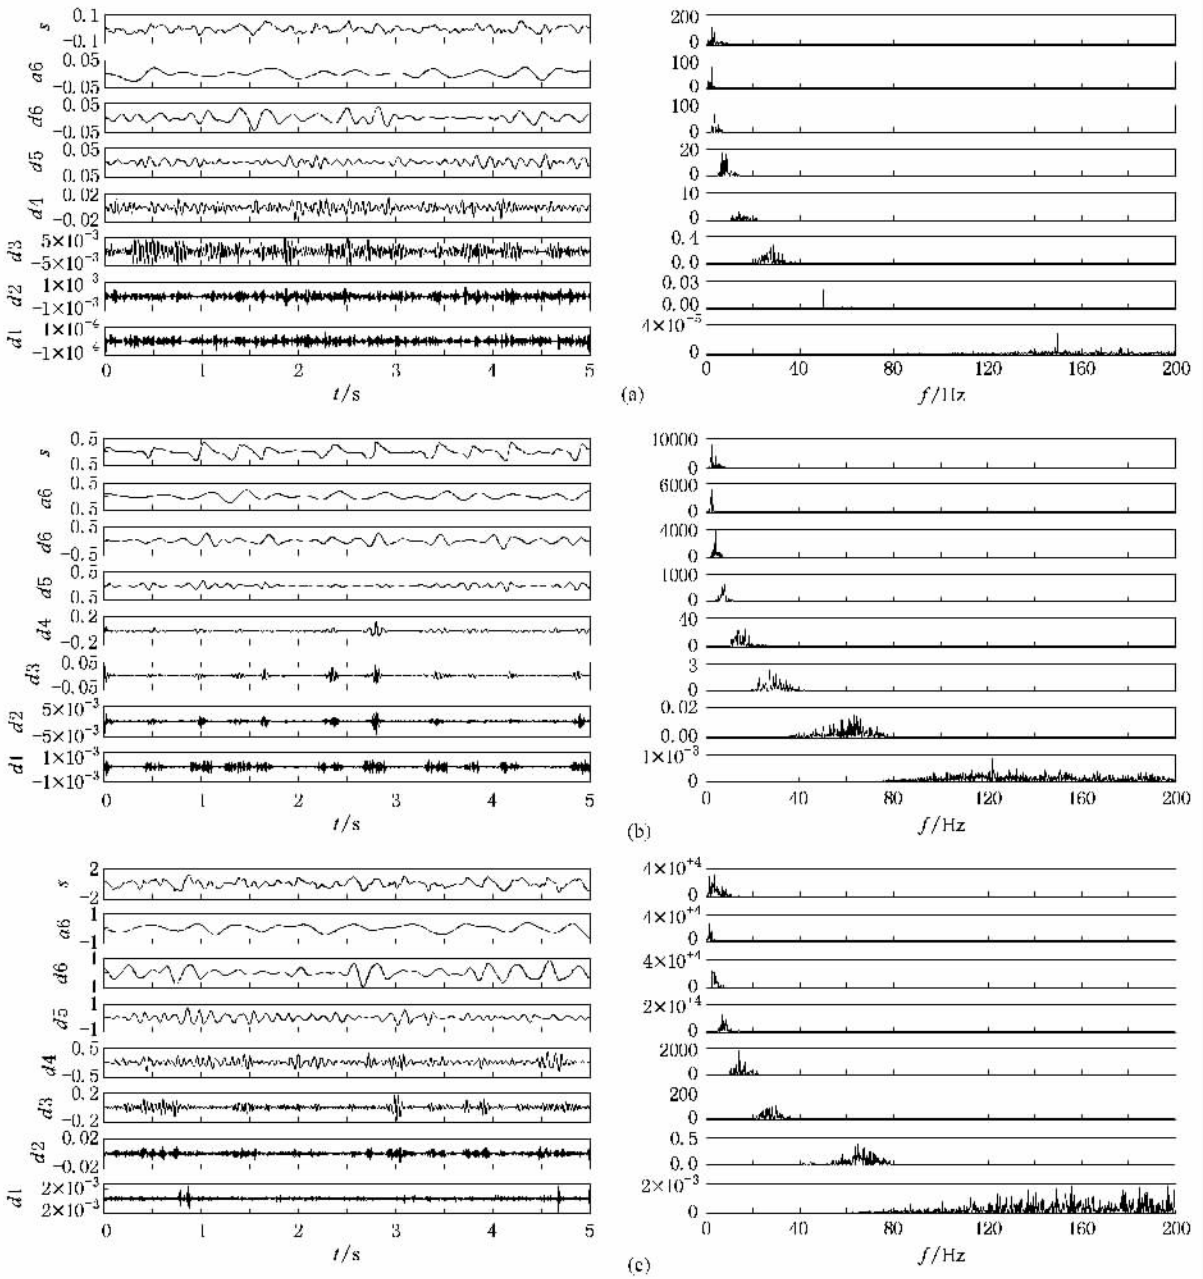 s 0.1 -0.1 200 0
a6 0.05 -0.05 100 0
d6 0.05 -0.05 100 0
d5 0.05 0.05 20 0
d4 0.02 -0.02 10 0
d3 5×10⁻³ -5×10⁻³ 0.4 0.0
d2 1×10 3 -1×10⁻³ 0.03 0.00
d1 1×10⁻⁴ -1×10⁻⁴ 4×10⁻⁵ 0
0 1 2 3 4 5 0 40 80 120 160 200
t/s f/Hz
(a)
s 0.5 0.5 10000 0
a6 0.5 0.5 6000 0
d6 0.5 -0.5 4000 0
d5 0.5 0.5 1000 0
d4 0.2 -0.2 40 0
d3 0.05 -0.05 3 0
d2 5×10⁻³ -5×10⁻³ 0.02 0.00
d1 1×10⁻³ -1×10⁻³ 1×10⁻³ 0
0 1 2 3 4 5 0 40 80 120 160 200
t/s f/Hz
(b)
s 2 -2 4×10⁺⁴ 0
a6 1 -1 4×10⁺⁴ 0
d6 1 1 4×10⁺⁴ 0
d5 1 -1 2×10⁺⁴ 0
d4 0.5 -0.5 2000 0
d3 0.2 -0.2 200 0
d2 0.02 -0.02 0.5 0.0
d1 2×10⁻³ 2×10⁻³ 2×10⁻³ 0
0 1 2 3 4 5 0 40 80 120 160 200
t/s f/Hz
(c)